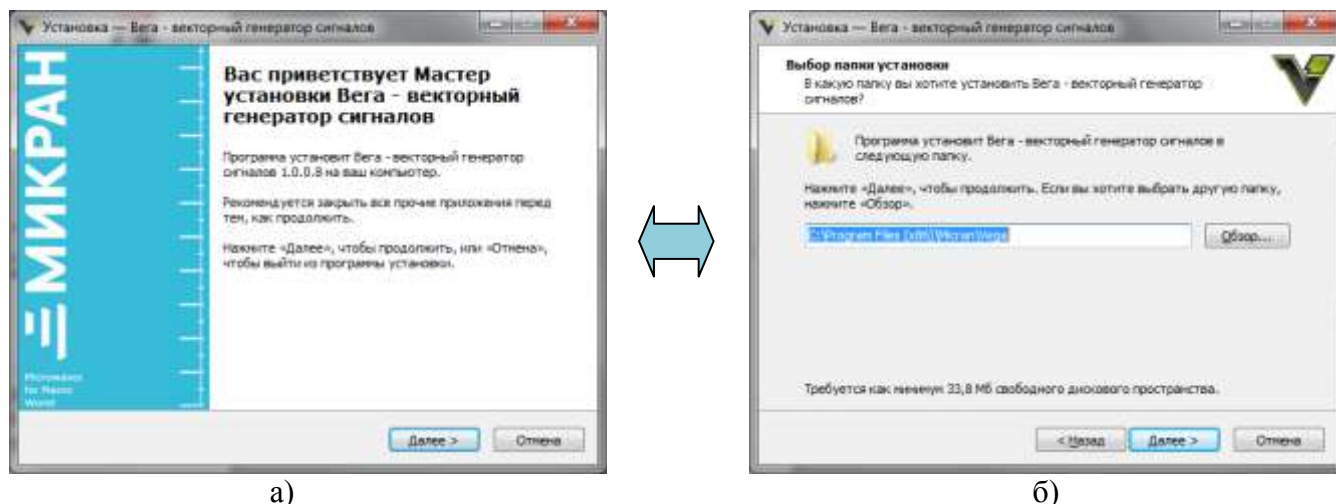 Установка — Вега - векторный генератор сигналов
МИКРАН
Microwaves
for Macro
World
Вас приветствует Мастер
установки Вега - векторный
генератор сигналов
Программа установит Вега - векторный генератор
сигналов 1.0.0.8 на ваш компьютер.
Рекомендуется закрыть все прочие приложения перед
тем, как продолжить.
Нажмите «Далее», чтобы продолжить, или «Отмена»,
чтобы выйти из программы установки.
Далее >
Отмена
а)
Установка — Вега - векторный генератор сигналов
Выбор папки установки
В какую папку вы хотите установить Вега - векторный генератор
сигналов?
Программа установит Вега - векторный генератор сигналов в
следующую папку.
Нажмите «Далее», чтобы продолжить. Если вы хотите выбрать другую папку,
нажмите «Обзор».
C:\Program Files (x86)\Micran\Vega
Обзор...
Требуется как минимум 33,8 Мб свободного дискового пространства.
< Назад
Далее >
Отмена
б)